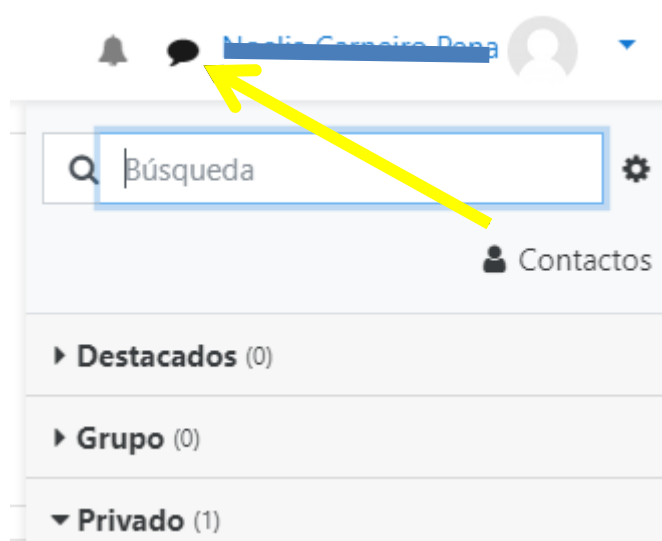 Búsqueda
Contactos
Destacados (0)
Grupo (0)
Privado (1)